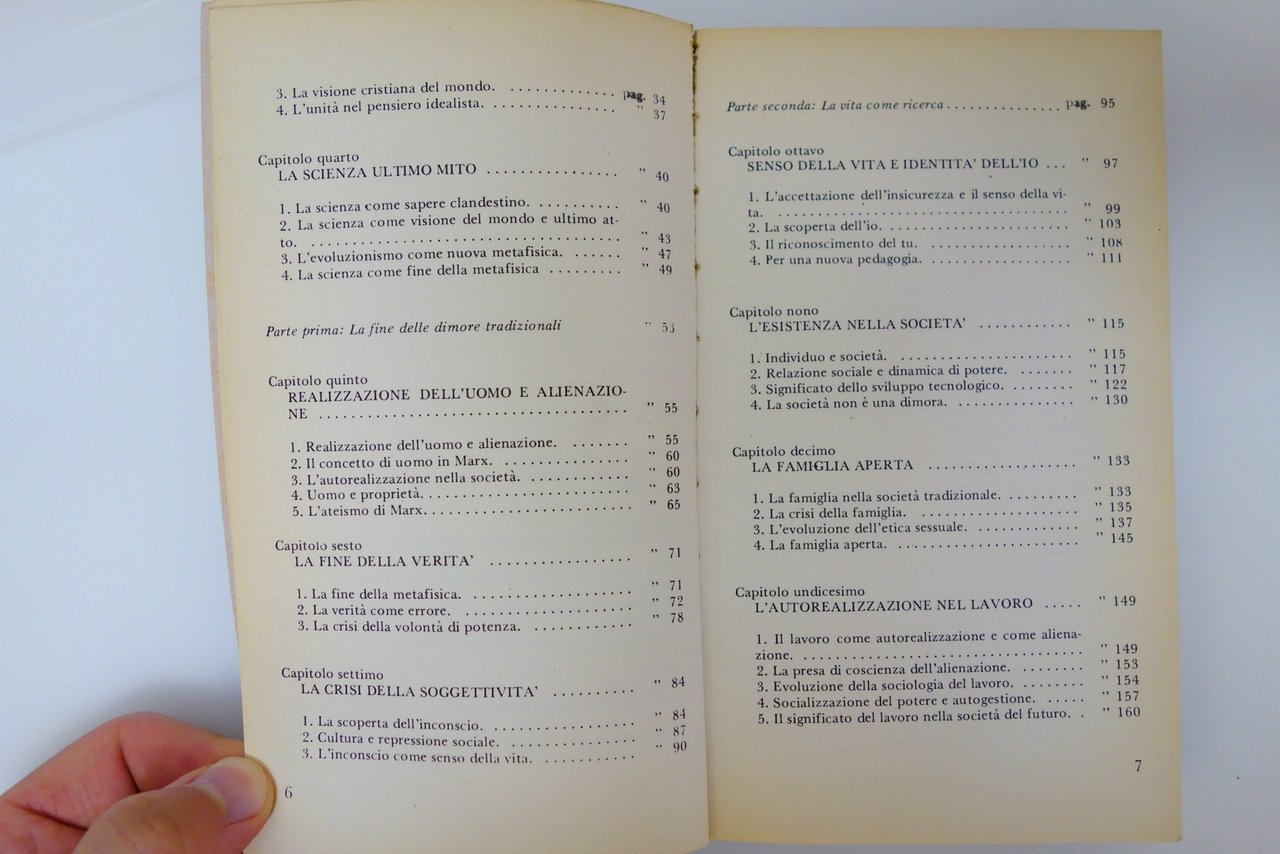 3. La visione cristiana del mondo. . . . . . . . . . . . . pag. 34
4. L'unità nel pensiero idealista. . . . . . . . . . . . . . " 37
Capitolo quarto
LA SCIENZA ULTIMO MITO . . . . . . . . . . . . . . . . " 40
1. La scienza come sapere clandestino. . . . . . . . . . " 40
2. La scienza come visione del mondo e ultimo at-
to. . . . . . . . . . . . . . . . . . . . . . . . . . . . . . . . " 43
3. L'evoluzionismo come nuova metafisica. . . . . . . " 47
4. La scienza come fine della metafisica . . . . . . . . . " 49
Parte prima: La fine delle dimore tradizionali " 53
Capitolo quinto
REALIZZAZIONE DELL'UOMO E ALIENAZIO-
NE . . . . . . . . . . . . . . . . . . . . . . . . . . . . . . . . " 55
1. Realizzazione dell'uomo e alienazione. . . . . . . . " 55
2. Il concetto di uomo in Marx. . . . . . . . . . . . . . . " 60
3. L'autorealizzazione nella società. . . . . . . . . . . . " 60
4. Uomo e proprietà. . . . . . . . . . . . . . . . . . . . . . " 63
5. L'ateismo di Marx. . . . . . . . . . . . . . . . . . . . . . " 65
Capitolo sesto
LA FINE DELLA VERITA' . . . . . . . . . . . . . . . . " 71
1. La fine della metafisica. . . . . . . . . . . . . . . . . . " 71
2. La verità come errore. . . . . . . . . . . . . . . . . . . " 72
3. La crisi della volontà di potenza. . . . . . . . . . . . " 78
Capitolo settimo
LA CRISI DELLA SOGGETTIVITA' . . . . . . . . . . " 84
1. La scoperta dell'inconscio. . . . . . . . . . . . . . . . " 84
2. Cultura e repressione sociale. . . . . . . . . . . . . . " 87
3. L'inconscio come senso della vita. . . . . . . . . . . " 90
6
Parte seconda: La vita come ricerca . . . . . . . . . . . . . . pag. 95
Capitolo ottavo
SENSO DELLA VITA E IDENTITA' DELL'IO . . . " 97
1. L'accettazione dell'insicurezza e il senso della vi-
ta. . . . . . . . . . . . . . . . . . . . . . . . . . . . . . . . " 99
2. La scoperta dell'io. . . . . . . . . . . . . . . . . . . . . " 103
3. Il riconoscimento del tu. . . . . . . . . . . . . . . . . . " 108
4. Per una nuova pedagogia. . . . . . . . . . . . . . . . . " 111
Capitolo nono
L'ESISTENZA NELLA SOCIETA' . . . . . . . . . . . . " 115
1. Individuo e società. . . . . . . . . . . . . . . . . . . . . . " 115
2. Relazione sociale e dinamica di potere. . . . . . . . " 117
3. Significato dello sviluppo tecnologico. . . . . . . . . " 122
4. La società non è una dimora. . . . . . . . . . . . . . . " 130
Capitolo decimo
LA FAMIGLIA APERTA . . . . . . . . . . . . . . . . . . " 133
1. La famiglia nella società tradizionale. . . . . . . . . . " 133
2. La crisi della famiglia. . . . . . . . . . . . . . . . . . . . " 135
3. L'evoluzione dell'etica sessuale. . . . . . . . . . . . . . " 137
4. La famiglia aperta. . . . . . . . . . . . . . . . . . . . . . " 145
Capitolo undicesimo
L'AUTOREALIZZAZIONE NEL LAVORO . . . . . " 149
1. Il lavoro come autorealizzazione e come aliena-
zione. . . . . . . . . . . . . . . . . . . . . . . . . . . . . . . " 149
2. La presa di coscienza dell'alienazione. . . . . . . . . " 153
3. Evoluzione della sociologia del lavoro. . . . . . . . . " 154
4. Socializzazione del potere e autogestione. . . . . . " 157
5. Il significato del lavoro nella società del futuro. . . " 160
7